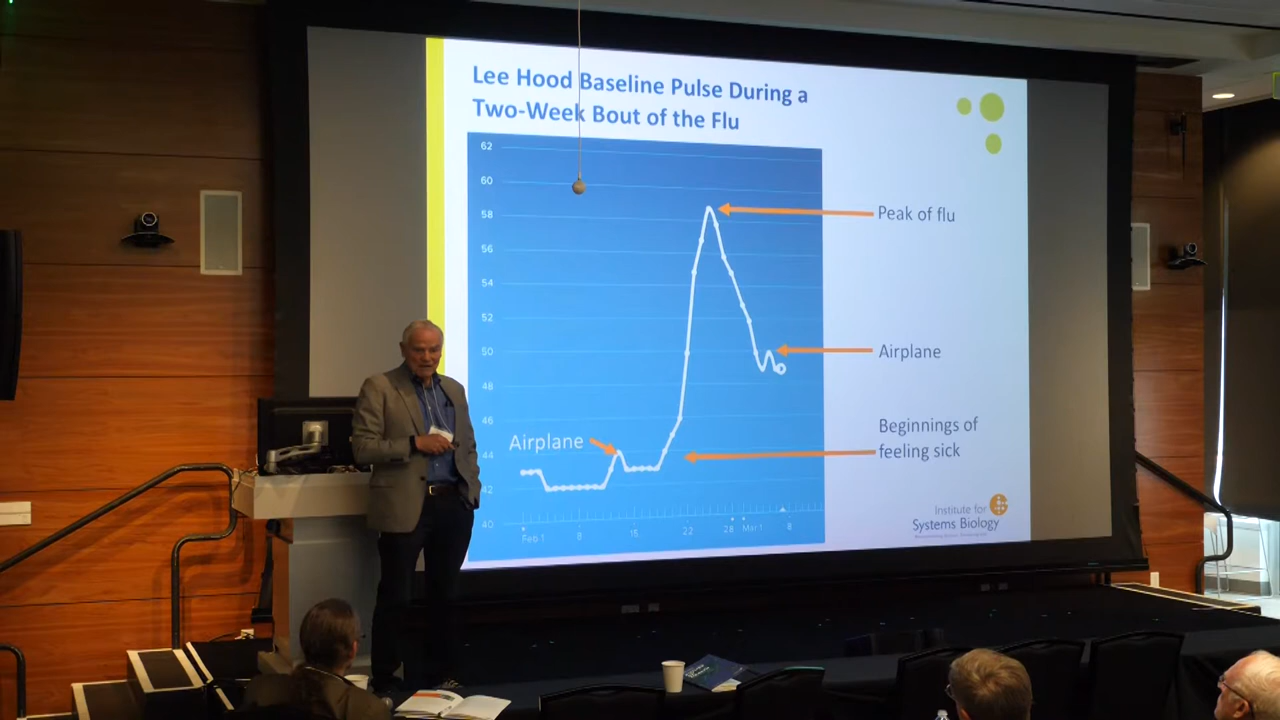 Lee Hood Baseline Pulse During a
Two-Week Bout of the Flu
62
60
58
56
54
52
50
48
46
44
42
40
Feb 1
8
15
22
28
Mar 1
8
Peak of flu
Airplane
Beginnings of
feeling sick
Airplane
Institute for
Systems Biology